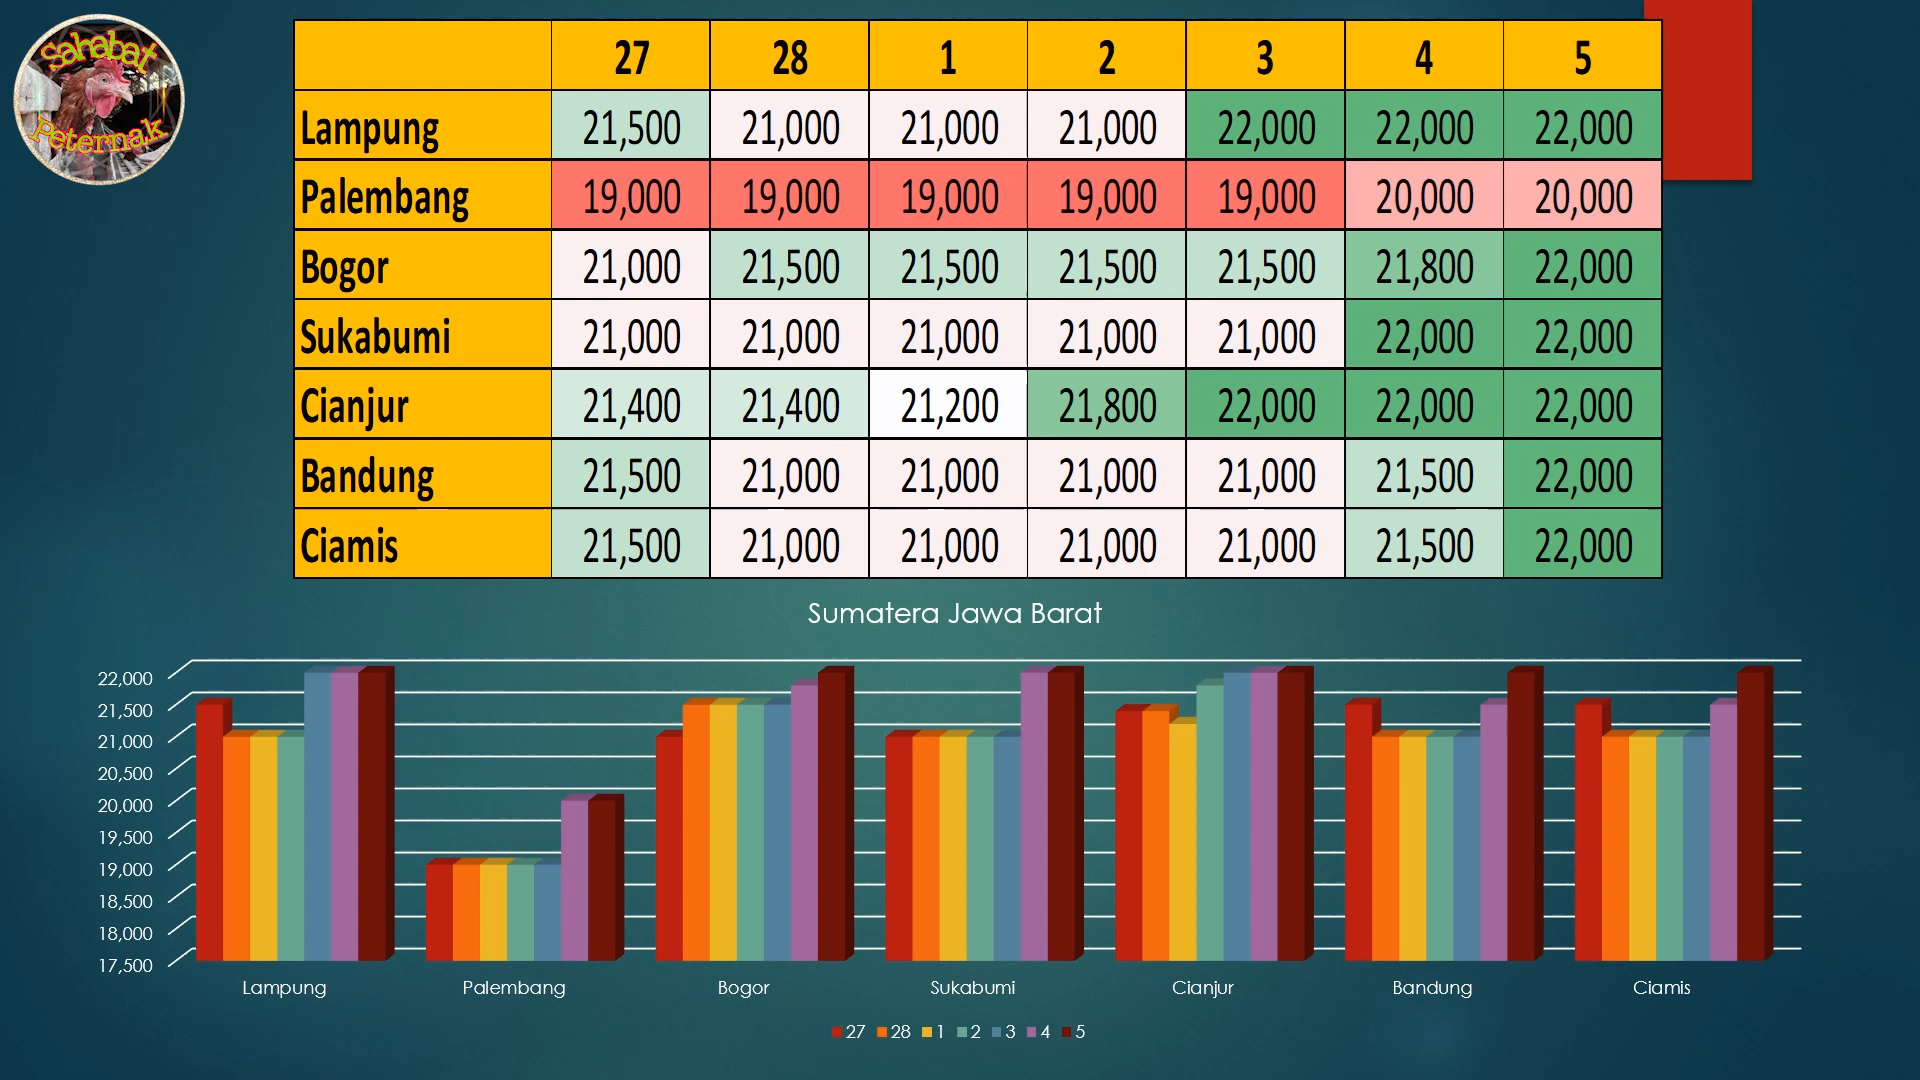 Sahabat
Peternak
27 28 1 2 3 4 5
Lampung 21,500 21,000 21,000 21,000 22,000 22,000 22,000
Palembang 19,000 19,000 19,000 19,000 19,000 20,000 20,000
Bogor 21,000 21,500 21,500 21,500 21,500 21,800 22,000
Sukabumi 21,000 21,000 21,000 21,000 21,000 22,000 22,000
Cianjur 21,400 21,400 21,200 21,800 22,000 22,000 22,000
Bandung 21,500 21,000 21,000 21,000 21,000 21,500 22,000
Ciamis 21,500 21,000 21,000 21,000 21,000 21,500 22,000
Sumatera Jawa Barat
22,000
21,500
21,000
20,500
20,000
19,500
19,000
18,500
18,000
17,500
Lampung Palembang Bogor Sukabumi Cianjur Bandung Ciamis
27 28 1 2 3 4 5